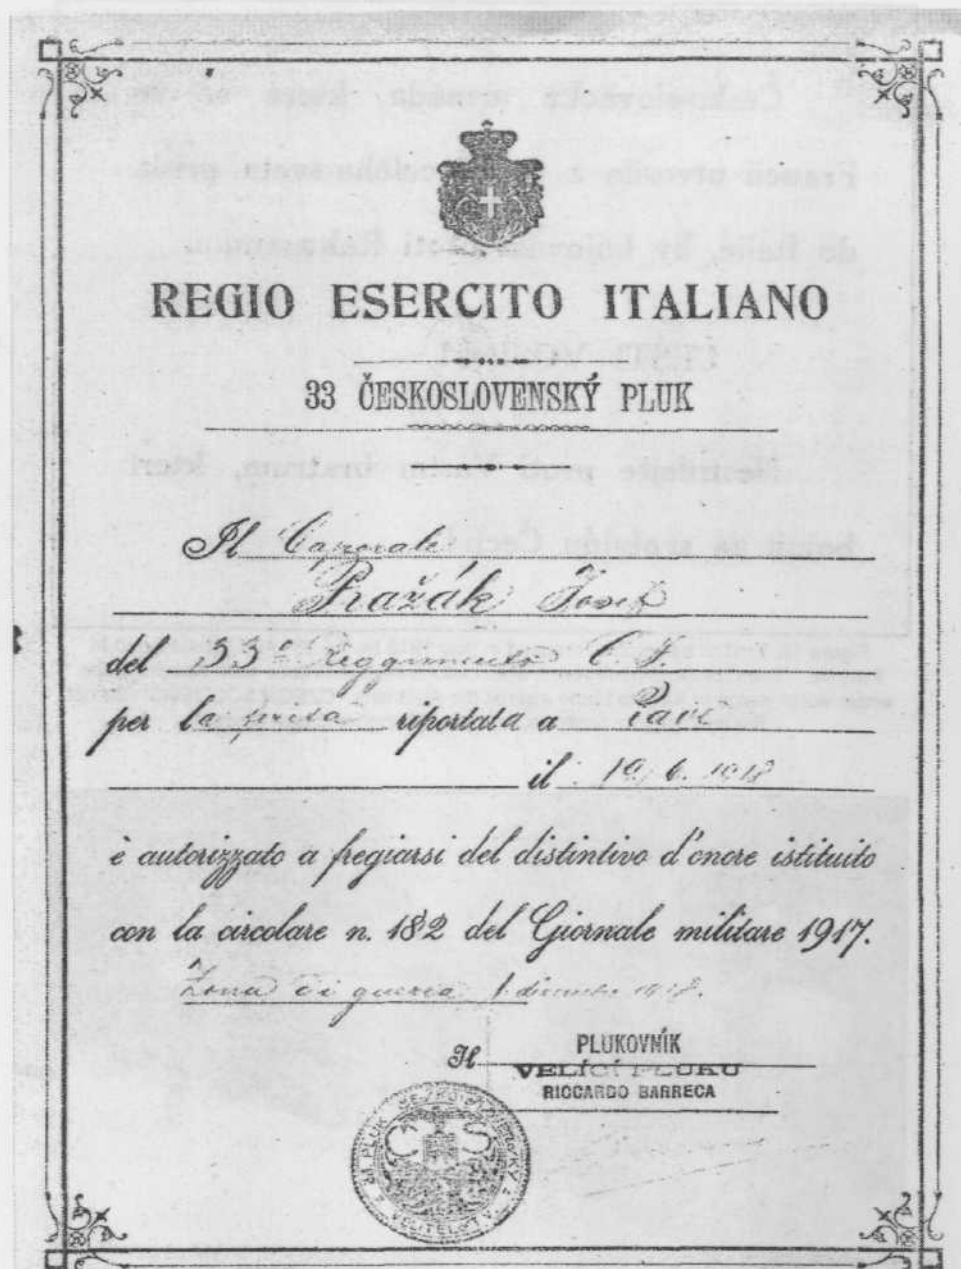 REGIO ESERCITO ITALIANO
33 ČESKOSLOVENSKÝ PLUK
Il Caporale
Pražák Josef
del 33º reggimento C. S.
per la ferita riportata a Piave
il 19. 6. 1918
è autorizzato a fregiarsi del distintivo d'onore istituito
con la circolare n. 182 del Giornale militare 1917.
Zona di guerra 1 dicembre 1918.
Il PLUKOVNÍK
VELÍCÍ PLUKU
RICCARDO BARRECA